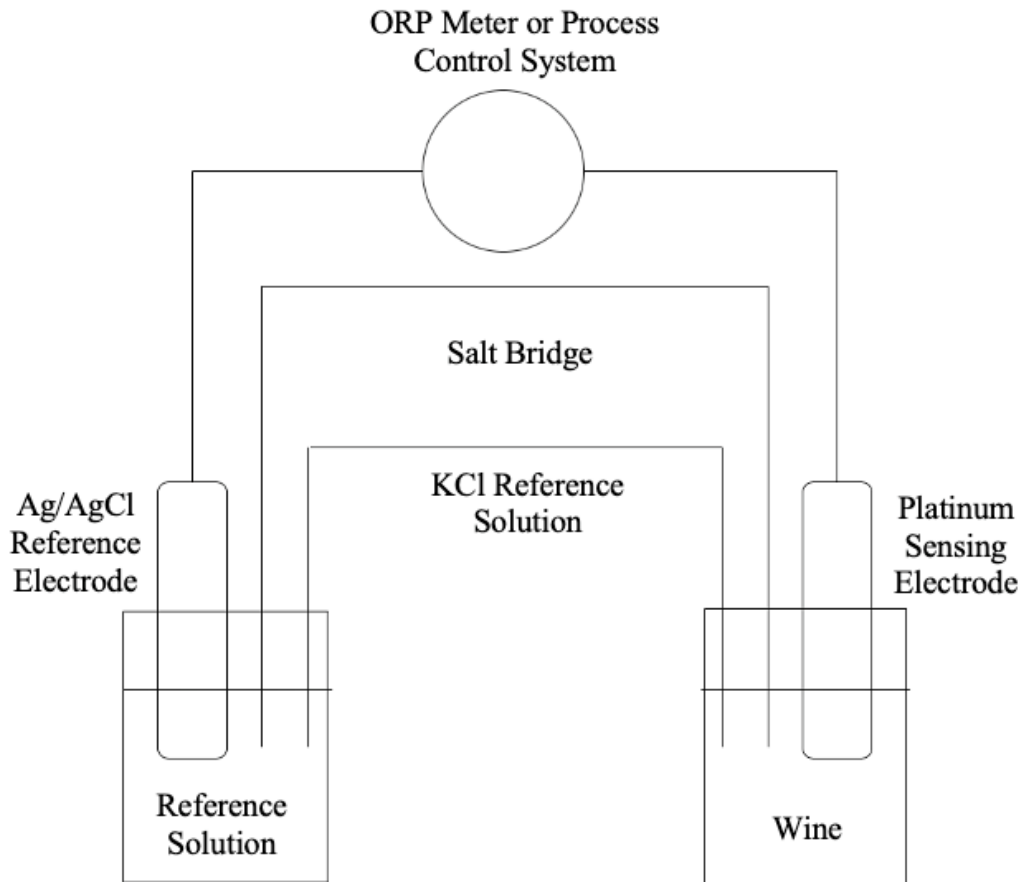 ORP Meter or Process
Control System
Salt Bridge
KCl Reference
Solution
Ag/AgCl
Reference
Electrode
Platinum
Sensing
Electrode
Reference
Solution
Wine